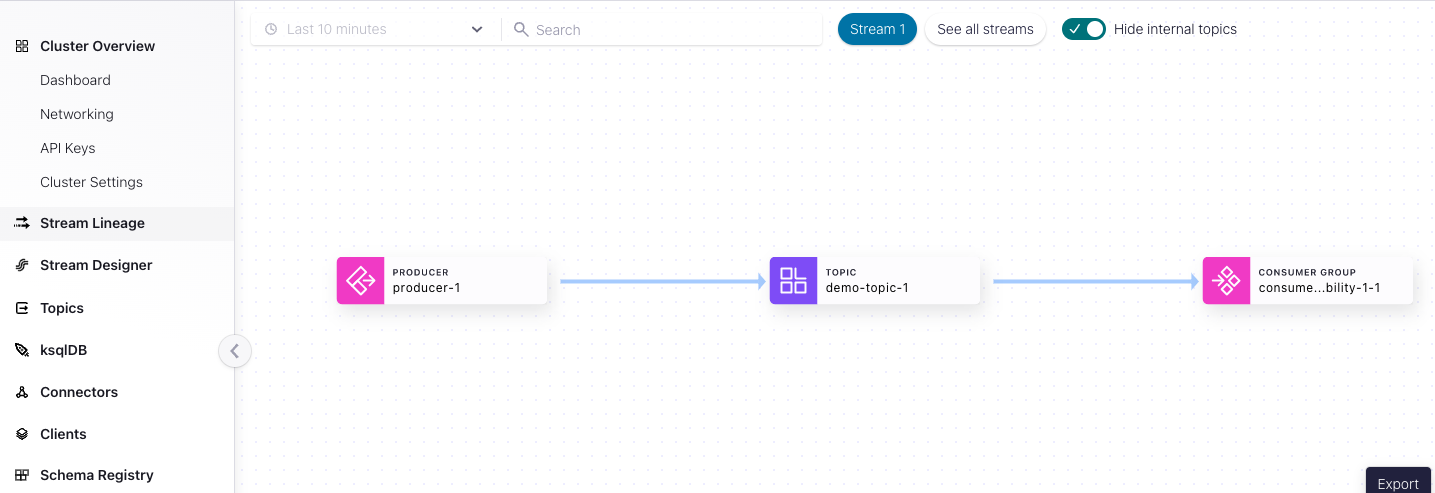 Cluster Overview
Dashboard
Networking
API Keys
Cluster Settings
Stream Lineage
Stream Designer
Topics
ksqlDB
Connectors
Clients
Schema Registry
Last 10 minutes
Search
Stream 1
See all streams
Hide internal topics
PRODUCER
producer-1
TOPIC
demo-topic-1
CONSUMER GROUP
consume...bility-1-1
Export